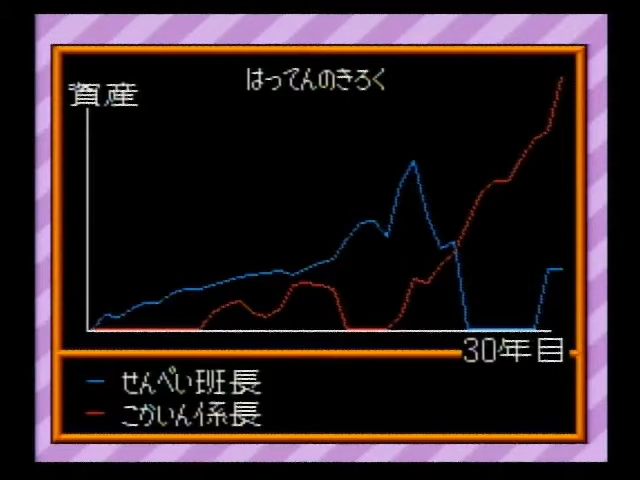 はってんのきろく
資産
30年目
せんぺい班長
こかいん係長